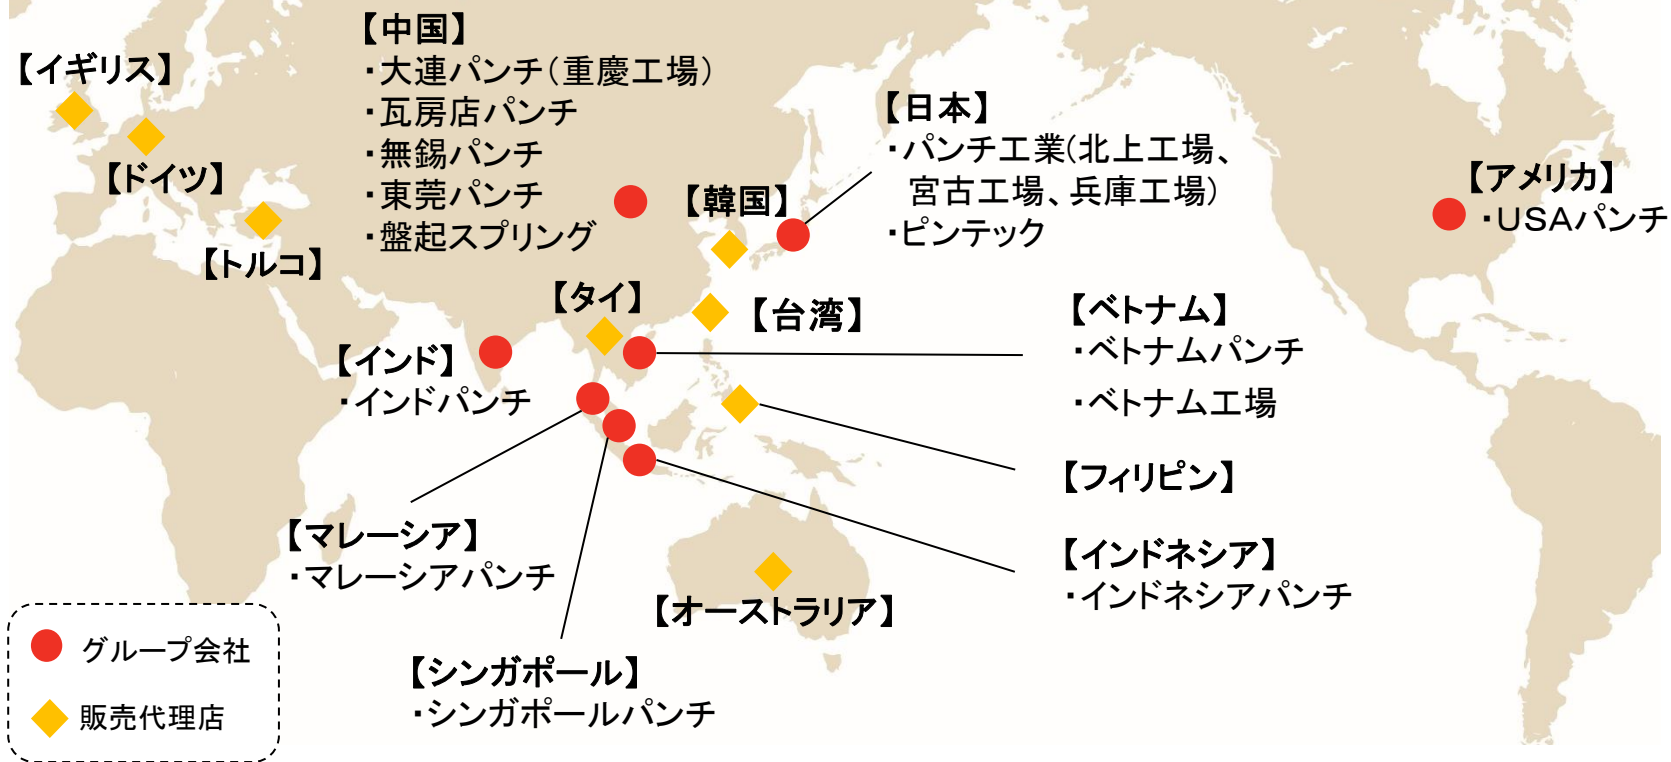 【イギリス】
【ドイツ】
【トルコ】
【中国】
・大連パンチ（重慶工場）
・瓦房店パンチ
・無錫パンチ
・東莞パンチ
・盤起スプリング
【韓国】
【日本】
・パンチ工業(北上工場、
宮古工場、兵庫工場)
・ピンテック
【アメリカ】
・USAパンチ
【タイ】
【台湾】
【インド】
・インドパンチ
【ベトナム】
・ベトナムパンチ
・ベトナム工場
【フィリピン】
【マレーシア】
・マレーシアパンチ
【インドネシア】
・インドネシアパンチ
【オーストラリア】
【シンガポール】
・シンガポールパンチ
グループ会社
販売代理店